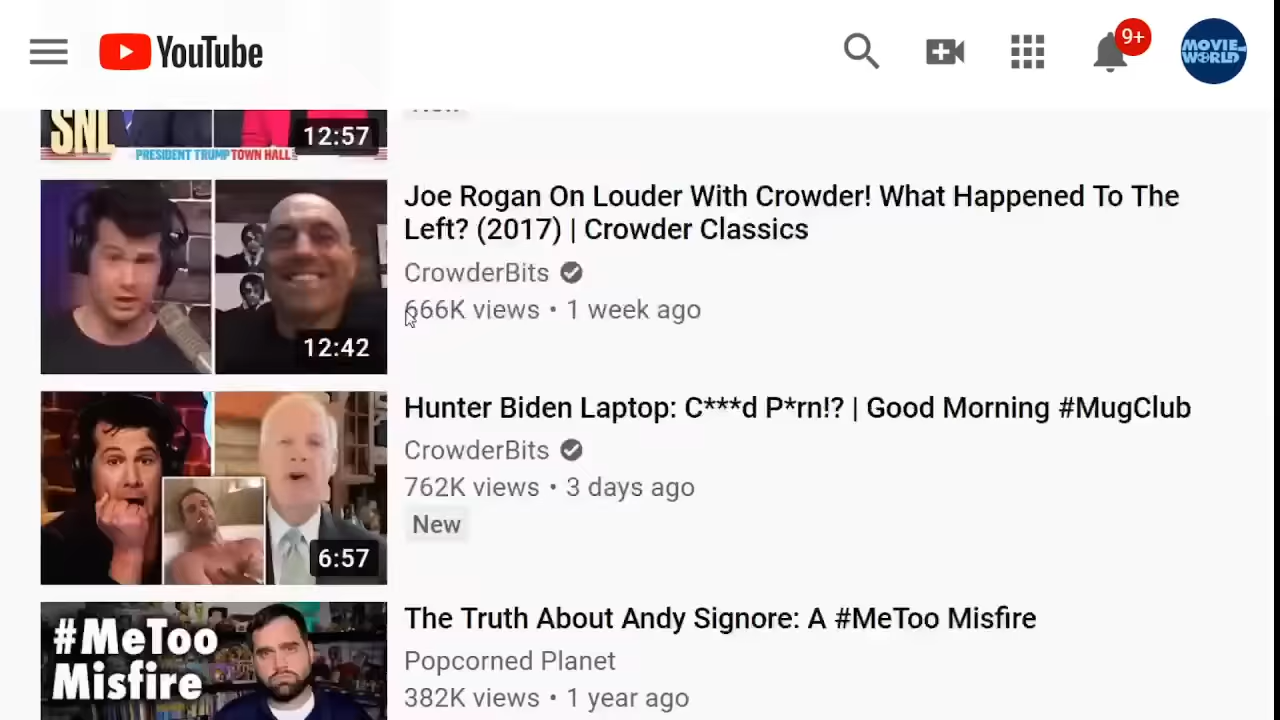 YouTube
9+
MOVIE
WORLD
SNL
PRESIDENT TRUMP TOWN HALL
12:57
Joe Rogan On Louder With Crowder! What Happened To The
Left? (2017) | Crowder Classics
CrowderBits
666K views • 1 week ago
12:42
Hunter Biden Laptop: C***d P*rn!? | Good Morning #MugClub
CrowderBits
762K views • 3 days ago
New
6:57
#MeToo
Misfire
The Truth About Andy Signore: A #MeToo Misfire
Popcorned Planet
382K views • 1 year ago